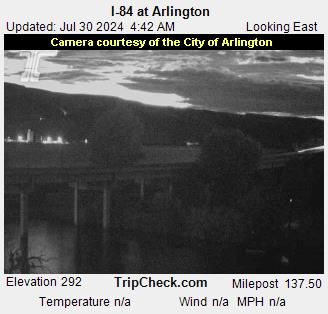 I-84 at Arlington
Updated: Jul 30 2024 4:42 AM Looking East
Camera courtesy of the City of Arlington
Elevation 292 TripCheck.com Milepost 137.50
Temperature n/a Wind n/a MPH n/a